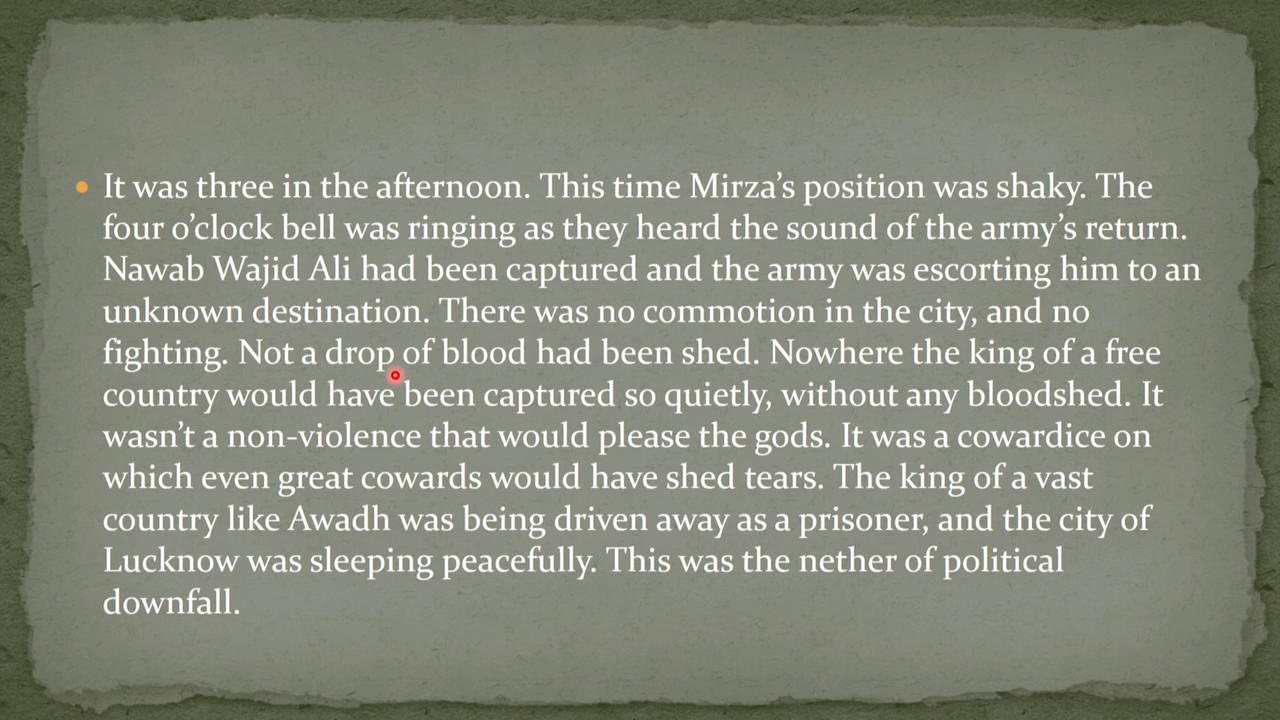 • It was three in the afternoon. This time Mirza’s position was shaky. The
four o’clock bell was ringing as they heard the sound of the army’s return.
Nawab Wajid Ali had been captured and the army was escorting him to an
unknown destination. There was no commotion in the city, and no
fighting. Not a drop of blood had been shed. Nowhere the king of a free
country would have been captured so quietly, without any bloodshed. It
wasn’t a non-violence that would please the gods. It was a cowardice on
which even great cowards would have shed tears. The king of a vast
country like Awadh was being driven away as a prisoner, and the city of
Lucknow was sleeping peacefully. This was the nether of political
downfall.